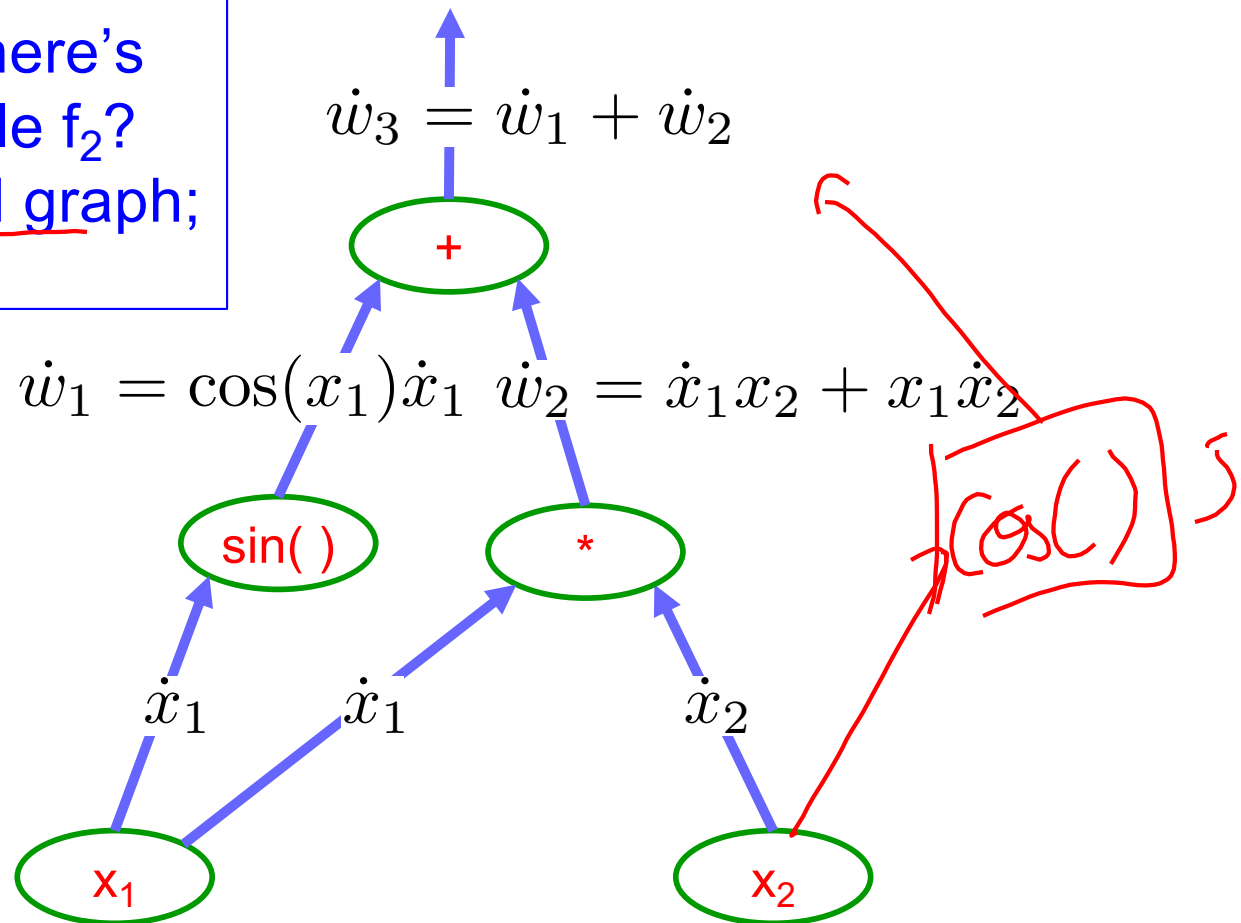 here's
le f₂?
l graph;
ẇ₃ = ẇ₁ + ẇ₂
+
ẇ₁ = cos(x₁)ẋ₁ ẇ₂ = ẋ₁x₂ + x₁ẋ₂
cos()
sin( )
*
ẋ₁ ẋ₁ ẋ₂
x₁ x₂